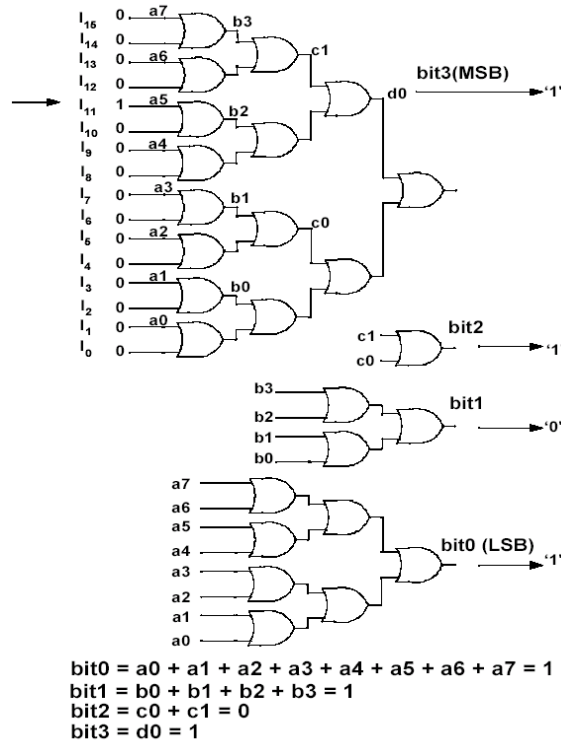 I15 0 a7 b3
I14 0 c1
I13 0 a6
I12 0 d0 bit3(MSB) '1'
I11 1 a5 b2
I10 0
I9 0 a4
I8 0
I7 0 a3 b1
I6 0
I5 0 a2 c0
I4 0
I3 0 a1 b0
I2 0
I1 0 a0
I0 0
c1 bit2
c0 '1'
b3
b2 bit1
b1 '0'
b0
a7
a6
a5
a4 bit0 (LSB)
a3 '1'
a2
a1
a0
bit0 = a0 + a1 + a2 + a3 + a4 + a5 + a6 + a7 = 1
bit1 = b0 + b1 + b2 + b3 = 1
bit2 = c0 + c1 = 0
bit3 = d0 = 1